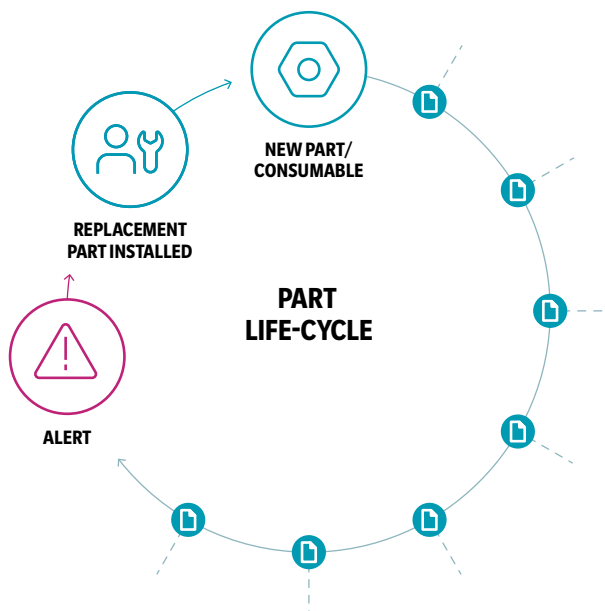 NEW PART/
CONSUMABLE
REPLACEMENT
PART INSTALLED
PART
LIFE-CYCLE
ALERT